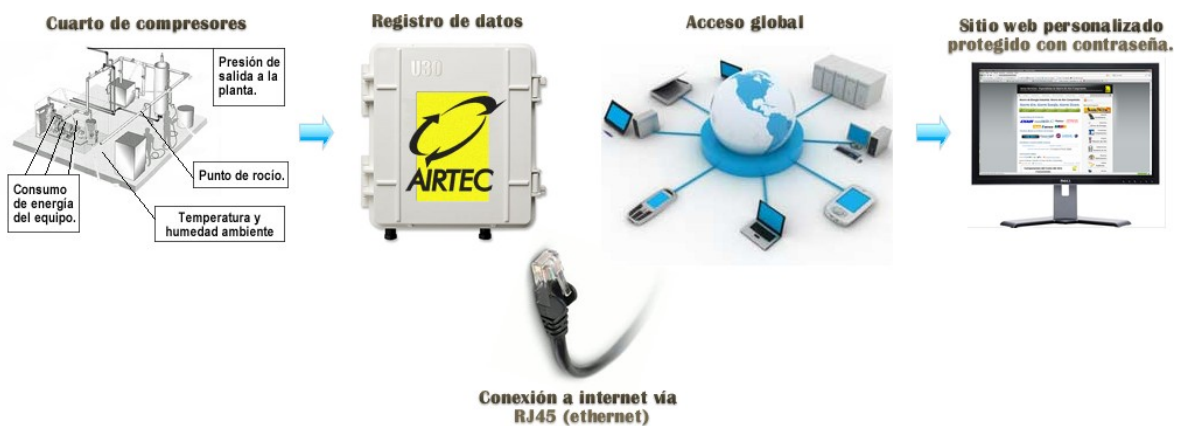 Cuarto de compresores
Presión de
salida a la
planta.
Punto de rocío.
Consumo
de energía
del equipo.
Temperatura y
humedad ambiente
Registro de datos
U30
AIRTEC
Acceso global
Sitio web personalizado
protegido con contraseña.
DELL
Conexión a internet vía
RJ45 (ethernet)